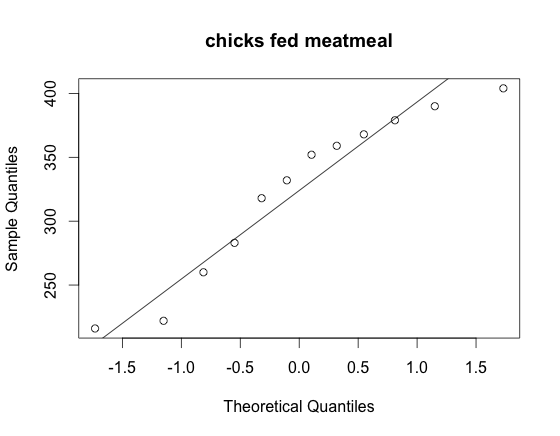 chicks fed meatmeal
Sample Quantiles
400
350
300
250
-1.5 -1.0 -0.5 0.0 0.5 1.0 1.5
Theoretical Quantiles